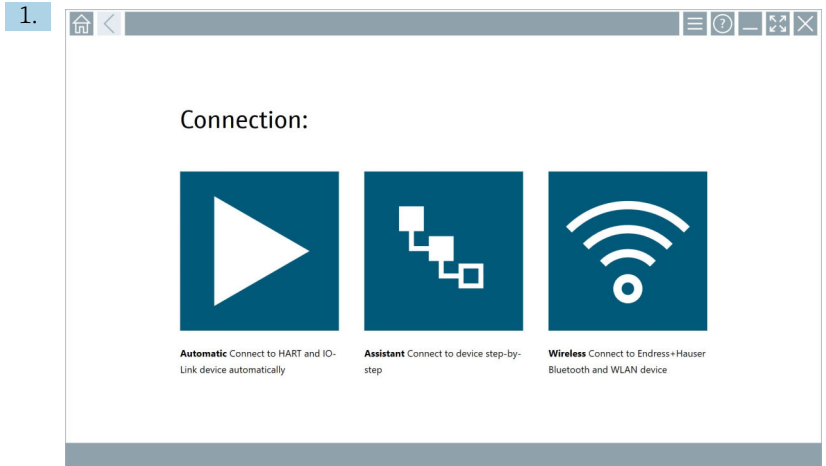 1.
Connection:
Automatic Connect to HART and IO-
Link device automatically
Assistant Connect to device step-by-
step
Wireless Connect to Endress+Hauser
Bluetooth and WLAN device